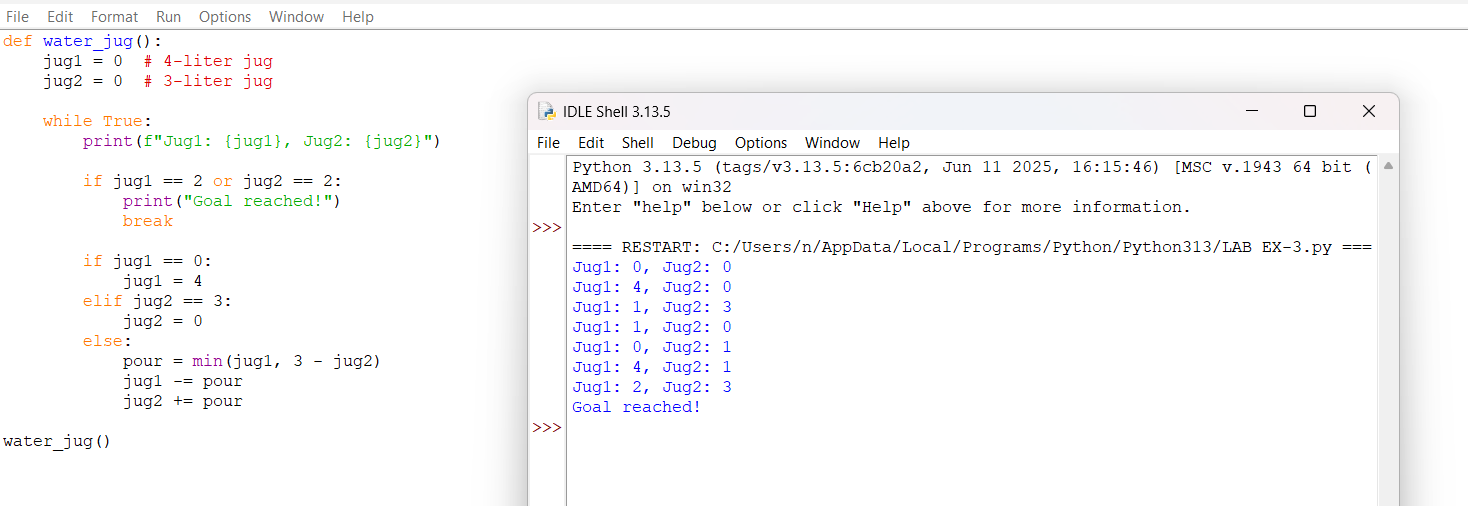 File Edit Format Run Options Window Help
def water_jug():
    jug1 = 0  # 4-liter jug
    jug2 = 0  # 3-liter jug
    while True:
        print(f"Jug1: {jug1}, Jug2: {jug2}")
        if jug1 == 2 or jug2 == 2:
            print("Goal reached!")
            break
        if jug1 == 0:
            jug1 = 4
        elif jug2 == 3:
            jug2 = 0
        else:
            pour = min(jug1, 3 - jug2)
            jug1 -= pour
            jug2 += pour
water_jug()
IDLE Shell 3.13.5
File Edit Shell Debug Options Window Help
Python 3.13.5 (tags/v3.13.5:6cb20a2, Jun 11 2025, 16:15:46) [MSC v.1943 64 bit (
AMD64)] on win32
Enter "help" below or click "Help" above for more information.
>>>
==== RESTART: C:/Users/n/AppData/Local/Programs/Python/Python313/LAB EX-3.py ===
Jug1: 0, Jug2: 0
Jug1: 4, Jug2: 0
Jug1: 1, Jug2: 3
Jug1: 1, Jug2: 0
Jug1: 0, Jug2: 1
Jug1: 4, Jug2: 1
Jug1: 2, Jug2: 3
Goal reached!
>>>